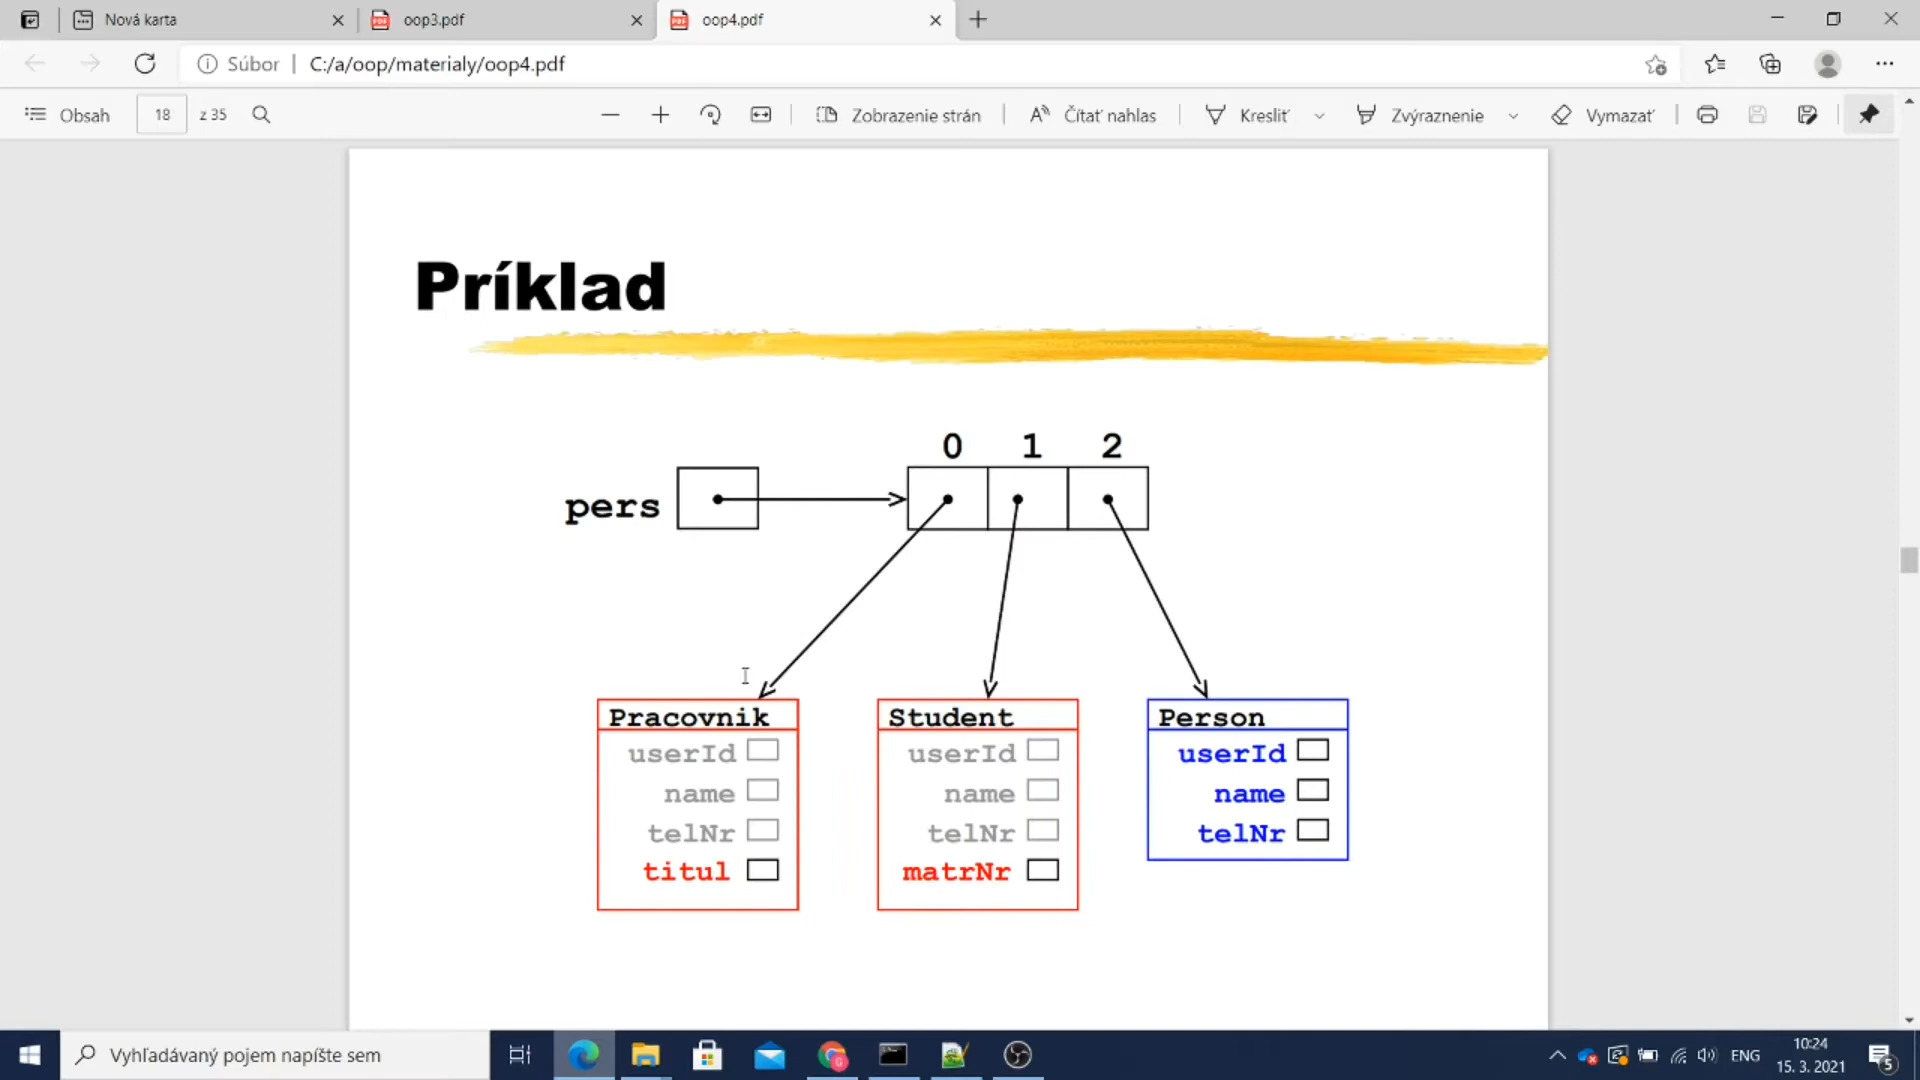 Nová karta
oop3.pdf
oop4.pdf
Súbor
C:/a/oop/materialy/oop4.pdf
Obsah
18
z 35
Zobrazenie strán
Čítať nahlas
Kresliť
Zvýraznenie
Vymazať
Príklad
0 1 2
pers
Pracovnik
userId
name
telNr
titul
Student
userId
name
telNr
matrNr
Person
userId
name
telNr
Vyhľadávaný pojem napíšte sem
ENG
10:24
15. 3. 2021
5